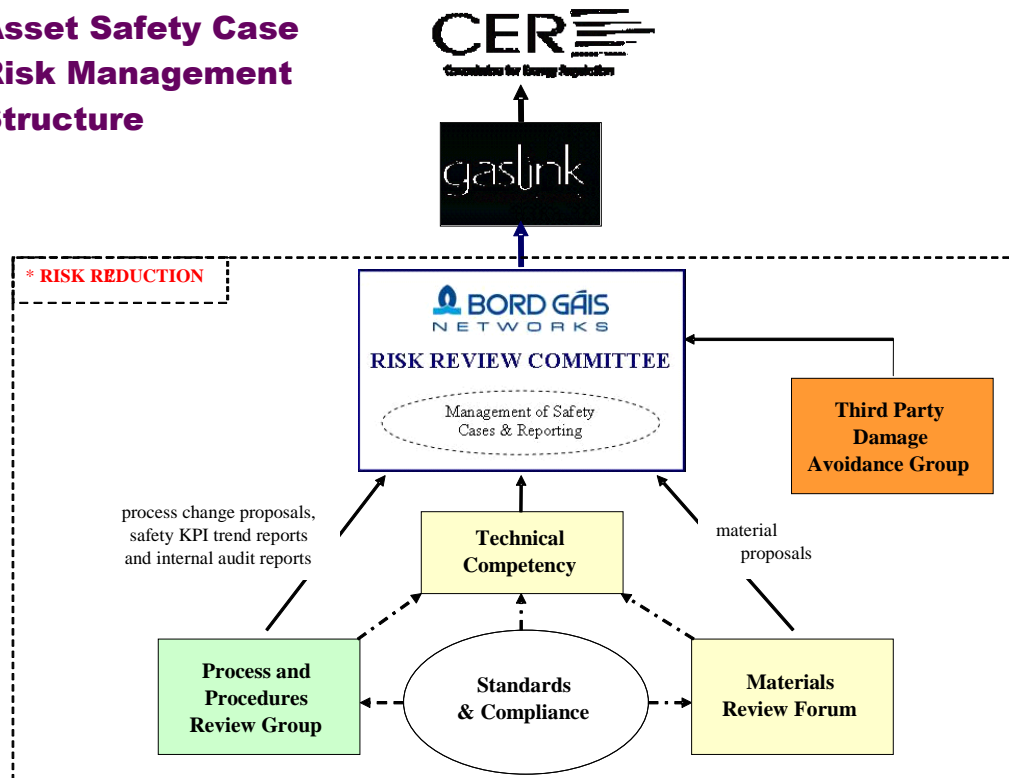 Asset Safety Case
Risk Management
Structure
CER
Commission for Energy Regulation
gaslink
* RISK REDUCTION
BORD GÁIS
NETWORKS
RISK REVIEW COMMITTEE
Management of Safety
Cases & Reporting
Third Party
Damage
Avoidance Group
process change proposals,
safety KPI trend reports
and internal audit reports
Technical
Competency
material
proposals
Process and
Procedures
Review Group
Standards
& Compliance
Materials
Review Forum